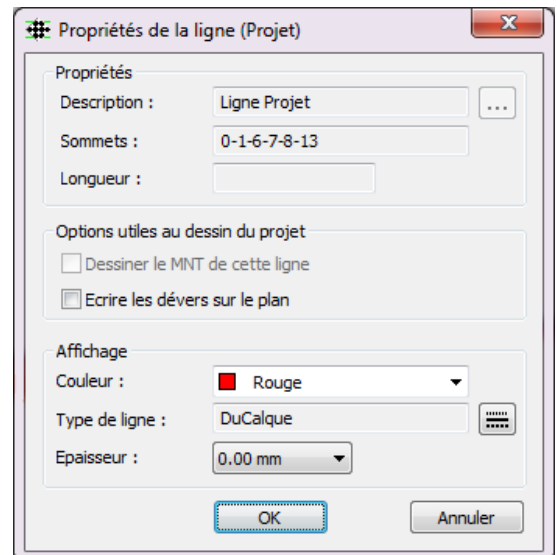 Propriétés de la ligne (Projet)
Propriétés
Description : Ligne Projet ...
Sommets : 0-1-6-7-8-13
Longueur :
Options utiles au dessin du projet
Dessiner le MNT de cette ligne
Ecrire les dévers sur le plan
Affichage
Couleur : Rouge
Type de ligne : DuCalque
Epaisseur : 0.00 mm
OK Annuler